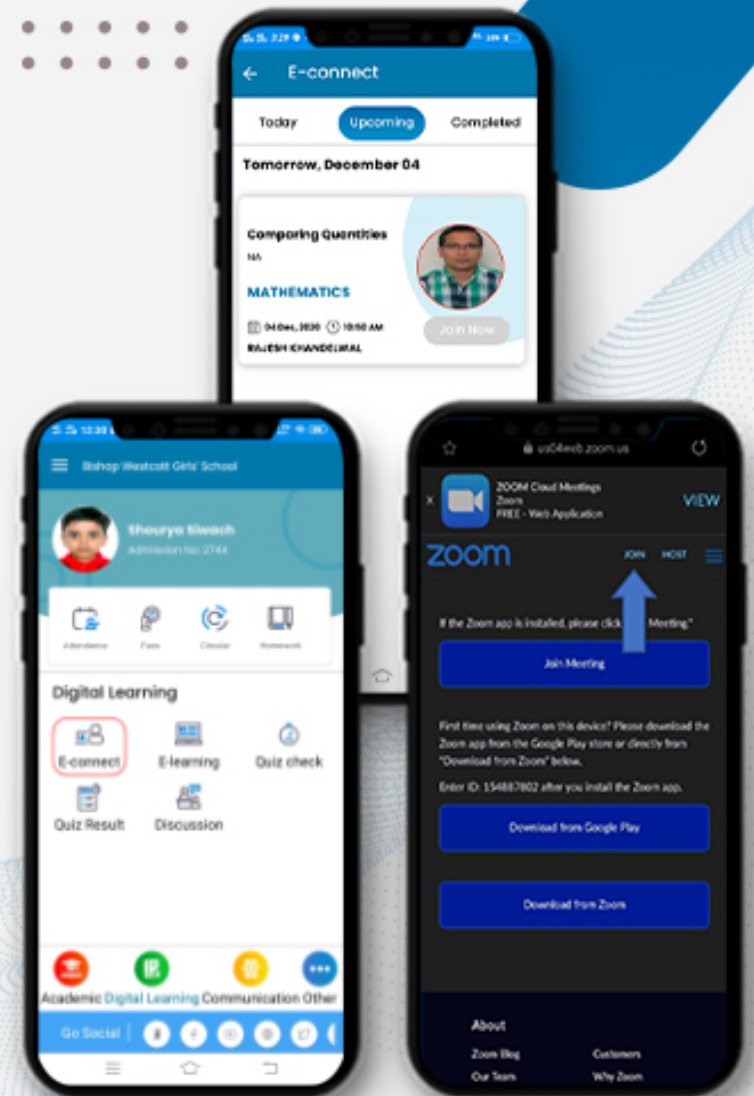 E-connect
Today Upcoming Completed
Tomorrow, December 04
Comparing Quantities
NA
MATHEMATICS
04 Dec, 2020 10:50 AM
Join Now
RAJESH KHANDELWAL
12:30
Bishop Westcott Girls' School
Shourya Siwach
Admission No: 2744
Attendance Fees Circular Homework
Digital Learning
E-connect E-learning Quiz check
Quiz Result Discussion
Academic Digital Learning Communication Other
Go Social
us04web.zoom.us
ZOOM Cloud Meetings
Zoom
FREE - Web Application
VIEW
zoom JOIN HOST
If the Zoom app is installed, please click Meeting."
Join Meeting
First time using Zoom on this device? Please download the
Zoom app from the Google Play store or directly from
"Download from Zoom" below.
Enter ID: 154887802 after you install the Zoom app.
Download from Google Play
Download from Zoom
About
Zoom Blog Customers
Our Team Why Zoom